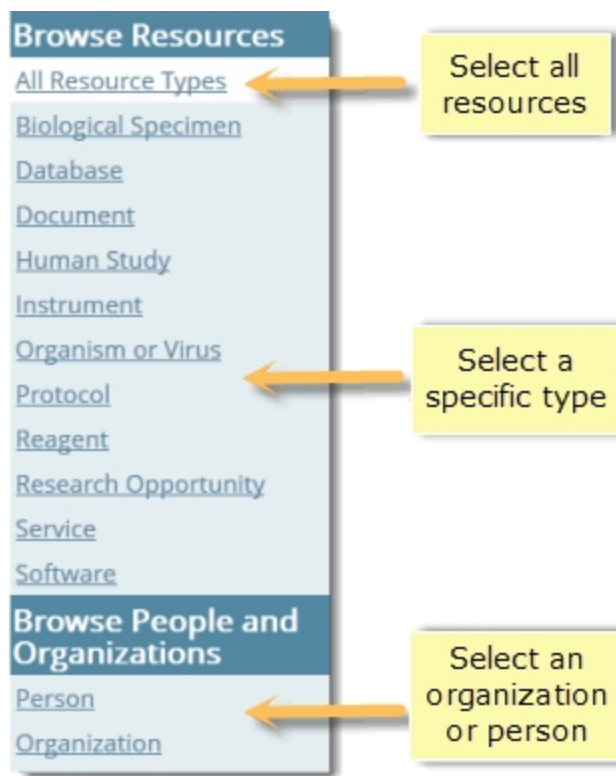 Browse Resources
All Resource Types
Select all
resources
Biological Specimen
Database
Document
Human Study
Instrument
Organism or Virus
Protocol
Select a
specific type
Reagent
Research Opportunity
Service
Software
Browse People and
Organizations
Person
Organization
Select an
organization
or person